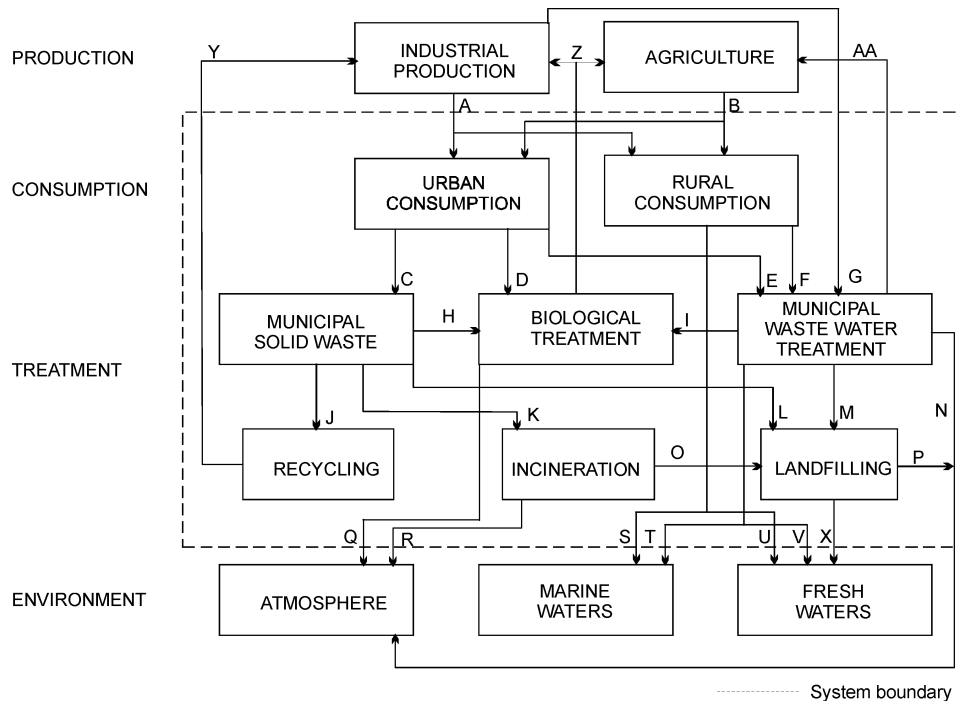 Y
Z
AA
PRODUCTION
INDUSTRIAL
PRODUCTION
AGRICULTURE
A
B
CONSUMPTION
URBAN
CONSUMPTION
RURAL
CONSUMPTION
C
D
E
F
G
MUNICIPAL
SOLID WASTE
H
BIOLOGICAL
TREATMENT
I
MUNICIPAL
WASTE WATER
TREATMENT
TREATMENT
J
K
L
M
N
RECYCLING
INCINERATION
O
LANDFILLING
P
Q
R
S
T
U
V
X
ENVIRONMENT
ATMOSPHERE
MARINE
WATERS
FRESH
WATERS
System boundary